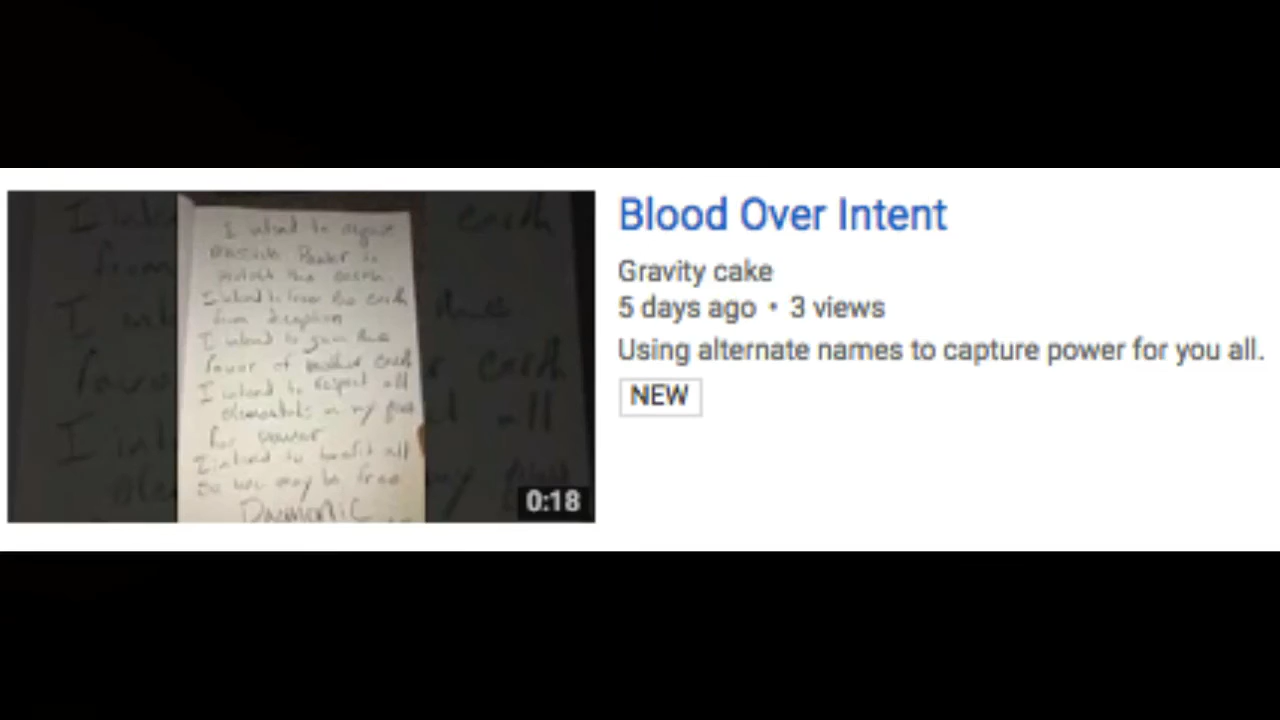 I intend to
Power to
the
I intend to free the earth
from deception
I intend to gain the
favor of mother earth
I intend to respect all
elementals in my
for power
I intend to benefit all
so we may be free
Daemonic
0:18
Blood Over Intent
Gravity cake
5 days ago • 3 views
Using alternate names to capture power for you all.
NEW